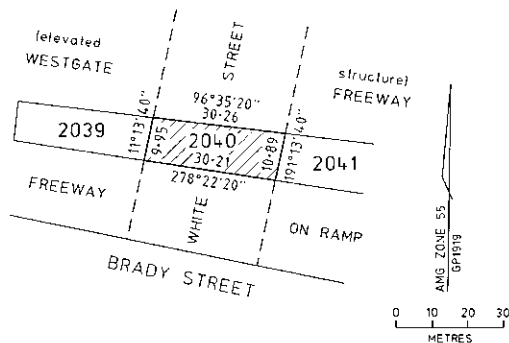 (elevated
WESTGATE
STREET
structure)
FREEWAY
96°35'20"
30·26
2039
11°13'40"
9·95
2040
30·21
10·89
191°13'40"
2041
278°22'20"
FREEWAY
WHITE
ON RAMP
BRADY STREET
AMG ZONE 55
GP1919
0 10 20 30
METRES